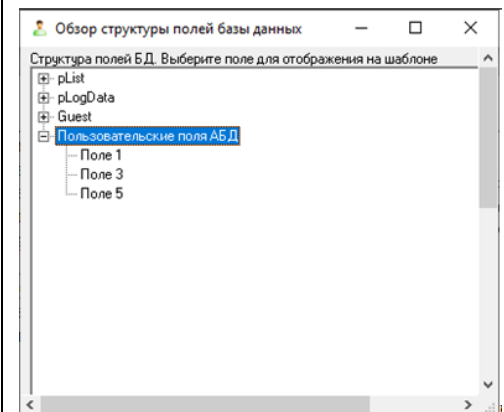 Обзор структуры полей базы данных
Структура полей БД. Выберите поле для отображения на шаблоне
pList
pLogData
Guest
Пользовательские поля АБД
Поле 1
Поле 3
Поле 5